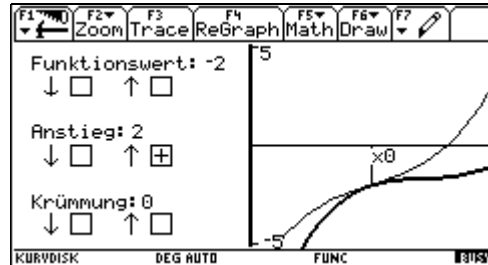 F1 F2 Zoom F3 Trace F4 ReGraph F5 Math F6 Draw F7
Funktionswert: -2
↓ □ ↑ □
Anstieg: 2
↓ □ ↑ ⊞
Krümmung: 0
↓ □ ↑ □
5
x0
-5
KURVDISK DEG AUTO FUNC BUSY